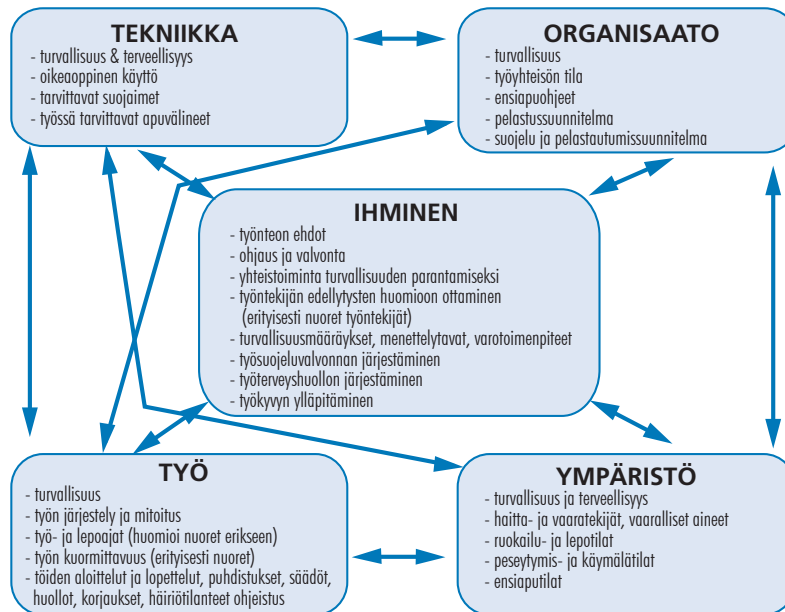 TEKNIIKKA
- turvallisuus & terveellisyys
- oikeaoppinen käyttö
- tarvittavat suojaimet
- työssä tarvittavat apuvälineet
ORGANISAATO
- turvallisuus
- työyhteisön tila
- ensiapuohjeet
- pelastussuunnitelma
- suojelu ja pelastautumissuunnitelma
IHMINEN
- työnteon ehdot
- ohjaus ja valvonta
- yhteistoiminta turvallisuuden parantamiseksi
- työntekijän edellytysten huomioon ottaminen
(erityisesti nuoret työntekijät)
- turvallisuusmääräykset, menettelytavat, varotoimenpiteet
- työsuojeluvalvonnan järjestäminen
- työterveyshuollon järjestäminen
- työkyvyn ylläpitäminen
TYÖ
- turvallisuus
- työn järjestely ja mitoitus
- työ- ja lepoajat (huomioi nuoret erikseen)
- työn kuormittavuus (erityisesti nuoret)
- töiden aloittelut ja lopettelut, puhdistukset, säädöt,
huollot, korjaukset, häiriötilanteet ohjeistus
YMPÄRISTÖ
- turvallisuus ja terveellisyys
- haitta- ja vaaratekijät, vaaralliset aineet
- ruokailu- ja lepotilat
- peseytymis- ja käymälätilat
- ensiaputilat